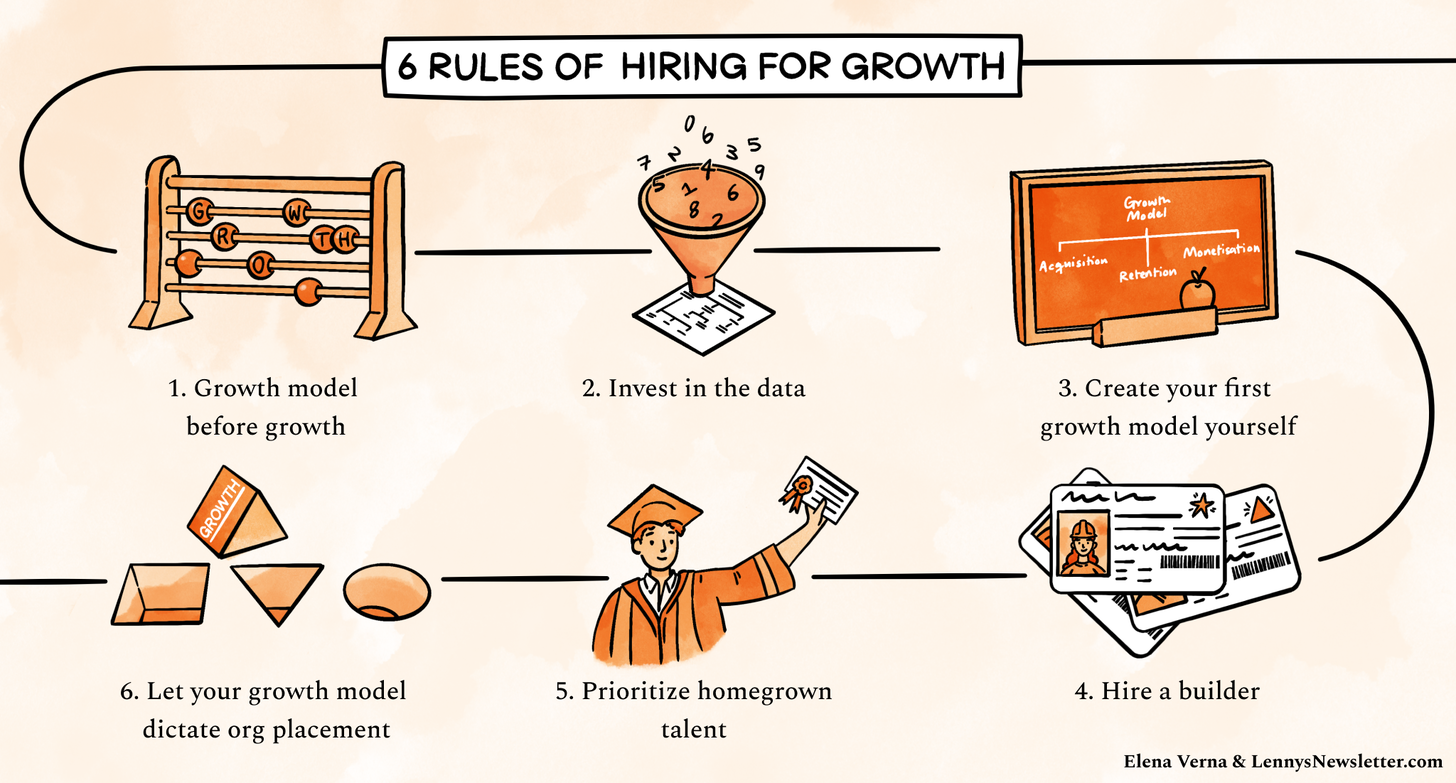 6 RULES OF HIRING FOR GROWTH
G W
R T H
O
0 6
7 2 3 5
4 9
5 1 6
8 2
Growth
Model
Acquisition
Retention
Monetisation
1. Growth model
before growth
2. Invest in the data
3. Create your first
growth model yourself
GROWTH
6. Let your growth model
dictate org placement
5. Prioritize homegrown
talent
4. Hire a builder
Elena Verna & LennysNewsletter.com